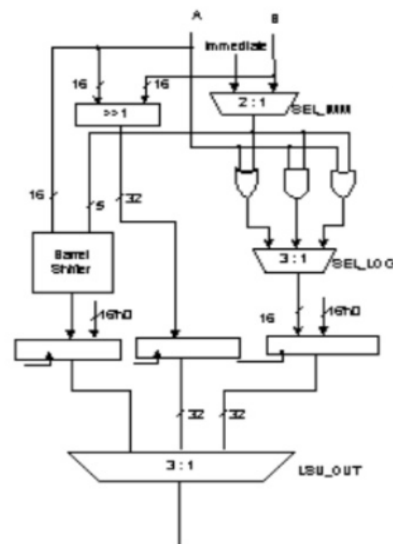 A
B
Immediate
16
16
>>1
2 : 1
16
5
32
Barrel
Shifter
3 : 1
SEL_LOG
16'h0
16
16'h0
32
32
3 : 1
LSU_OUT